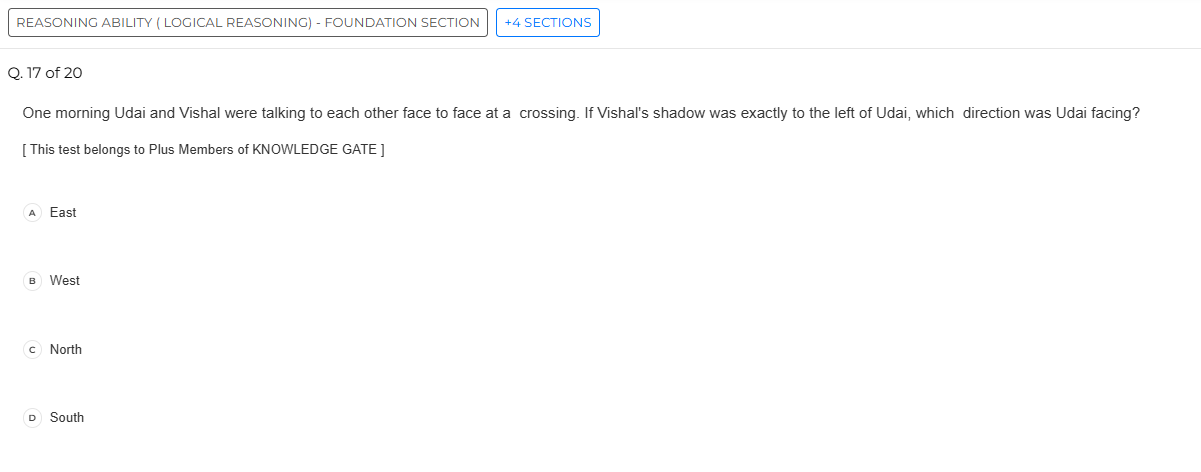 REASONING ABILITY ( LOGICAL REASONING) - FOUNDATION SECTION +4 SECTIONS
Q. 17 of 20
One morning Udai and Vishal were talking to each other face to face at a crossing. If Vishal's shadow was exactly to the left of Udai, which direction was Udai facing?
[ This test belongs to Plus Members of KNOWLEDGE GATE ]
A East
B West
C North
D South